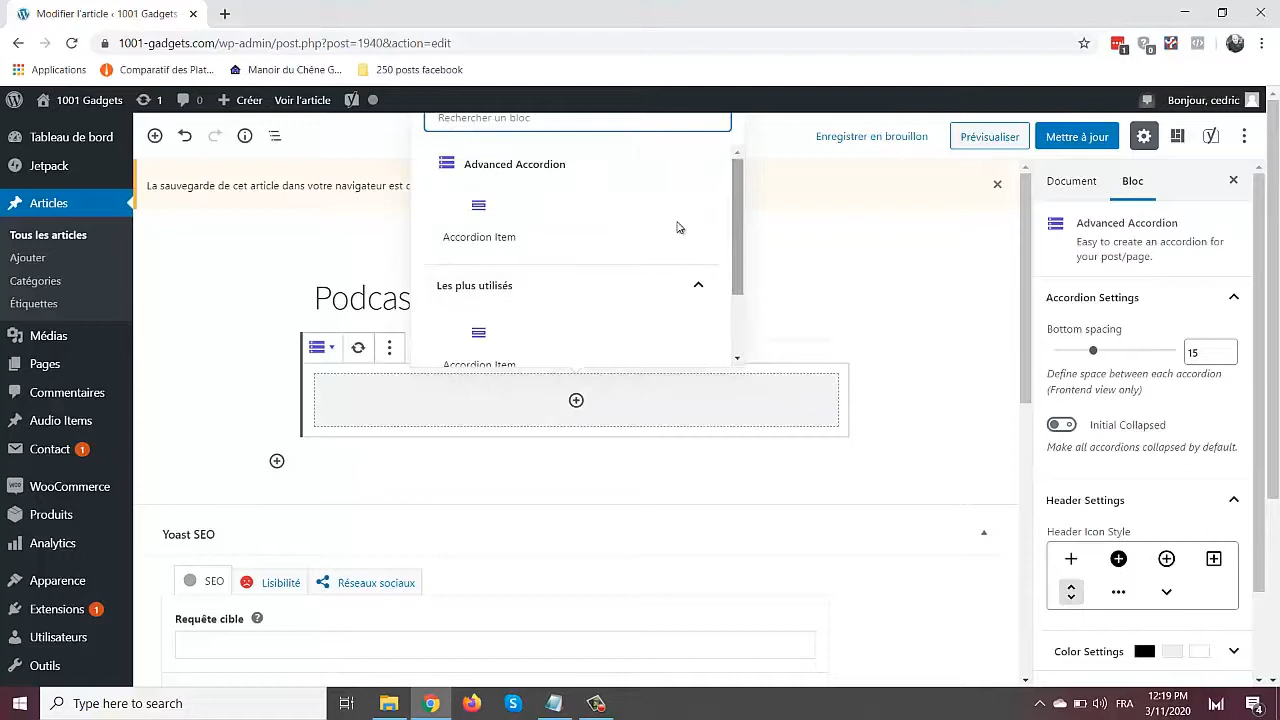 Modifier l'article ‹ 1001 Gadgets
1001-gadgets.com/wp-admin/post.php?post=1940&action=edit
1
0
Applications
Comparatif des Plat...
Manoir du Chêne G...
250 posts facebook
1001 Gadgets
1
0
Créer
Voir l'article
Bonjour, cedric
Tableau de bord
Jetpack
Articles
Tous les articles
Ajouter
Catégories
Étiquettes
Médias
Pages
Commentaires
Audio Items
Contact 1
WooCommerce
Produits
Analytics
Apparence
Extensions 1
Utilisateurs
Outils
Enregistrer en brouillon
Prévisualiser
Mettre à jour
La sauvegarde de cet article dans votre navigateur est
Rechercher un bloc
Advanced Accordion
Accordion Item
Les plus utilisés
Accordion Item
Podcas
Yoast SEO
SEO
Lisibilité
Réseaux sociaux
Requête cible
Document
Bloc
Advanced Accordion
Easy to create an accordion for
your post/page.
Accordion Settings
Bottom spacing
15
Define space between each accordion
(Frontend view only)
Initial Collapsed
Make all accordions collapsed by default.
Header Settings
Header Icon Style
Color Settings
Type here to search
FRA
12:19 PM
3/11/2020
4